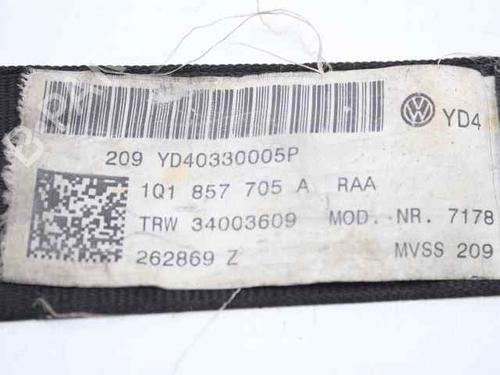 YD4
209 YD40330005P
1Q1 857 705 A RAA
TRW 34003609 MOD. NR. 7178
262869 Z MVSS 209